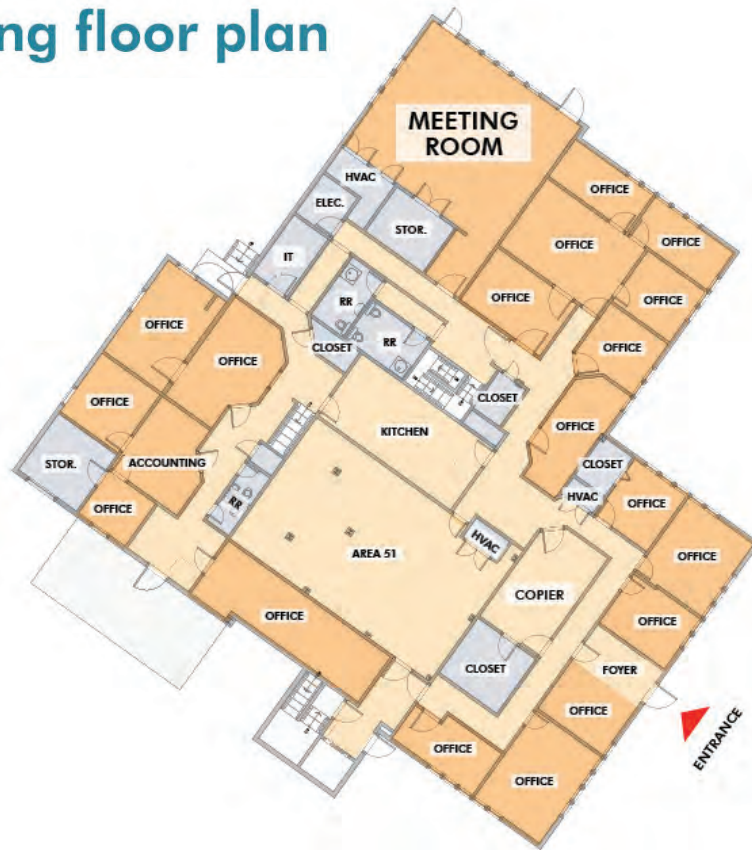 ng floor plan
MEETING
ROOM
HVAC
OFFICE
ELEC.
STOR.
OFFICE
OFFICE
IT
OFFICE
RR
OFFICE
OFFICE
RR
OFFICE
CLOSET
OFFICE
CLOSET
OFFICE
OFFICE
KITCHEN
STOR.
ACCOUNTING
CLOSET
HVAC
RR
OFFICE
OFFICE
HVAC
AREA 51
OFFICE
COPIER
OFFICE
OFFICE
CLOSET
FOYER
OFFICE
ENTRANCE
OFFICE
OFFICE